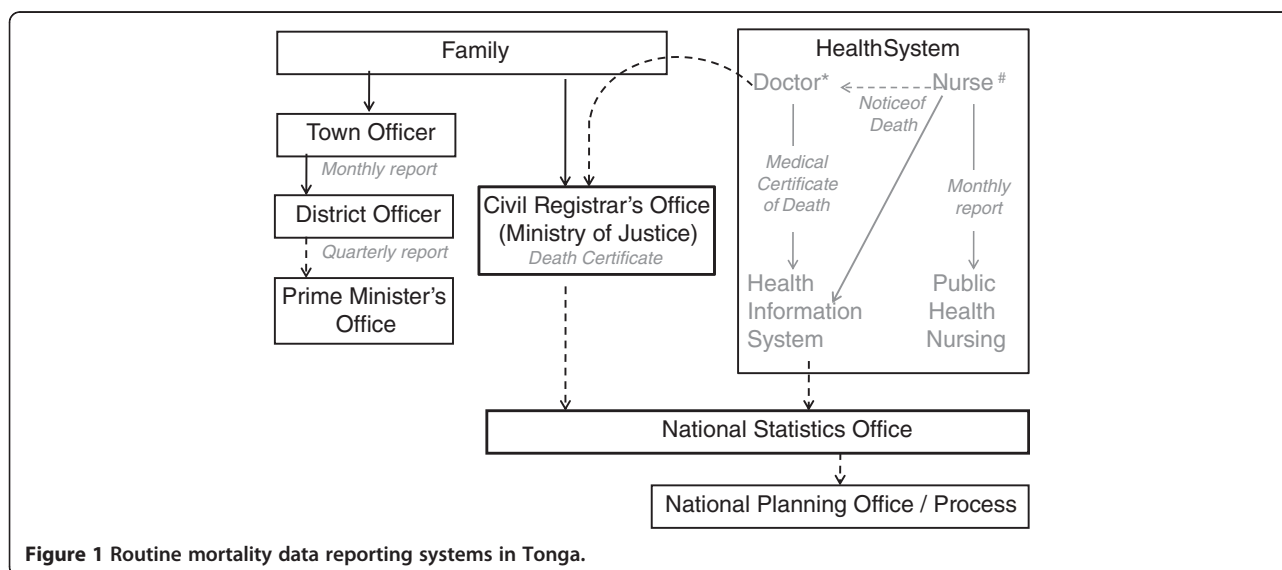 Family
Town Officer
Monthly report
District Officer
Quarterly report
Prime Minister's
Office
Civil Registrar's Office
(Ministry of Justice)
Death Certificate
HealthSystem
Doctor*
Nurse #
Noticeof
Death
Medical
Certificate
of Death
Monthly
report
Health
Information
System
Public
Health
Nursing
National Statistics Office
National Planning Office / Process
Figure 1 Routine mortality data reporting systems in Tonga.